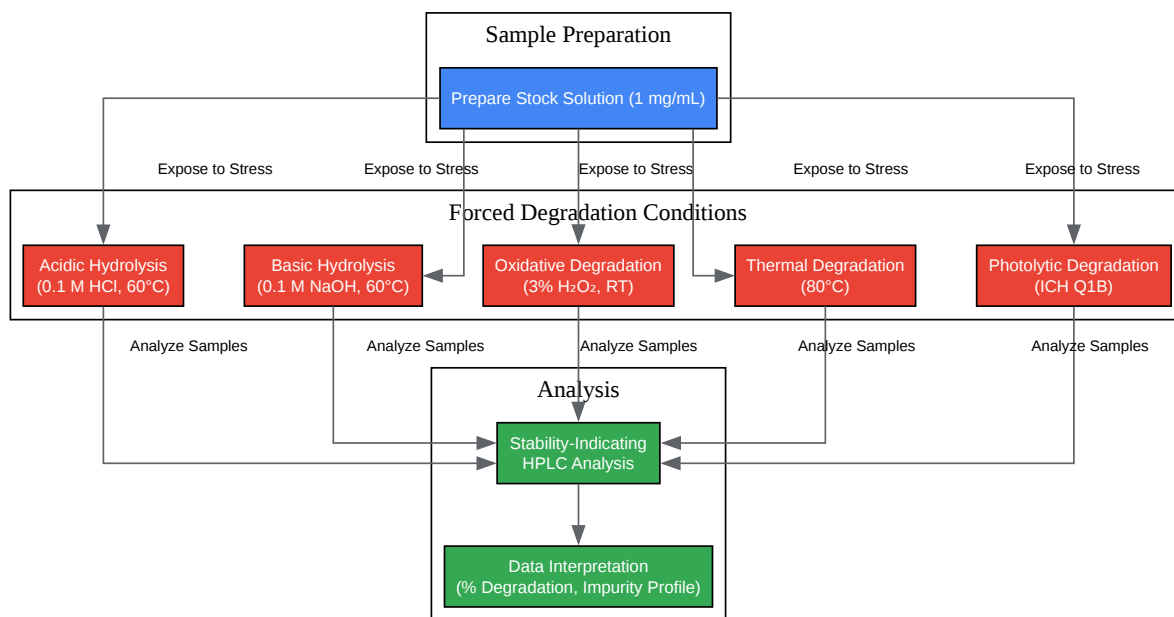 Sample Preparation
Prepare Stock Solution (1 mg/mL)
Expose to Stress
Expose to Stress
Expose to Stress
Expose to Stress
Expose to Stress
Forced Degradation Conditions
Acidic Hydrolysis
(0.1 M HCl, 60°C)
Basic Hydrolysis
(0.1 M NaOH, 60°C)
Oxidative Degradation
(3% H₂O₂, RT)
Thermal Degradation
(80°C)
Photolytic Degradation
(ICH Q1B)
Analyze Samples
Analyze Samples
Analyze Samples
Analyze Samples
Analyze Samples
Analysis
Stability-Indicating
HPLC Analysis
Data Interpretation
(% Degradation, Impurity Profile)